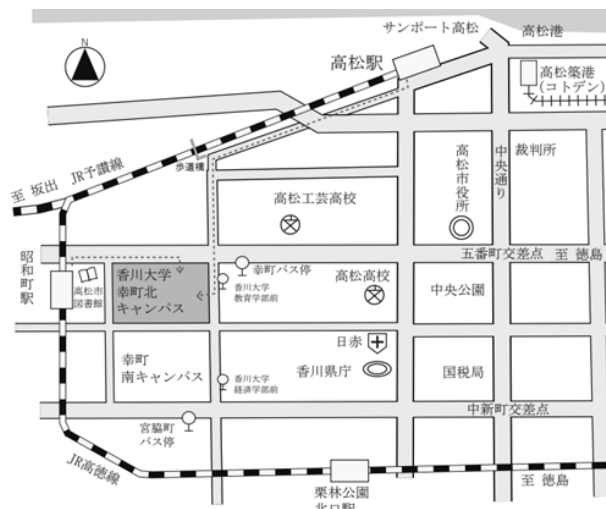 サンポート高松
高松港
高松駅
N
高松築港
(コトデン)
歩道橋
至 坂出
JR予讃線
高松工芸高校
高松市役所
中央通り
裁判所
昭和町駅
高松市
図書館
香川大学
幸町北
キャンパス
幸町バス停
香川大学
教育学部前
高松高校
五番町交差点
至 徳島
中央公園
日赤
香川県庁
国税局
幸町
南キャンパス
香川大学
経済学部前
宮脇町
バス停
中新町交差点
JR高徳線
栗林公園
北口駅
至 徳島